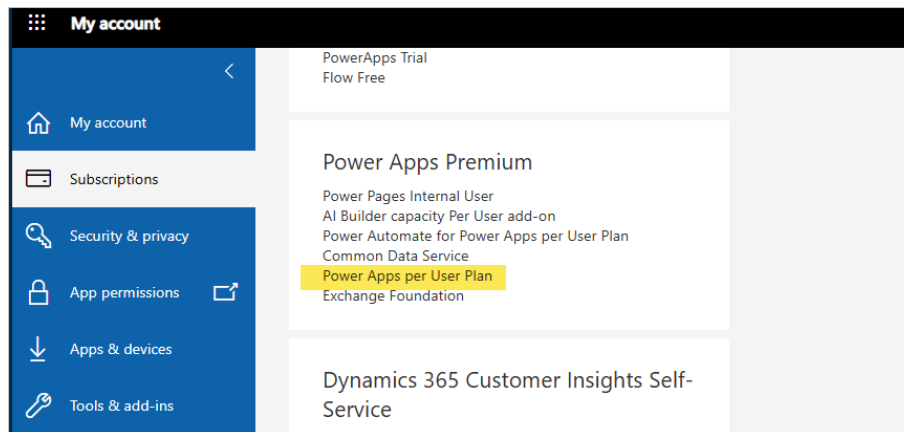 My account
PowerApps Trial
Flow Free
My account
Subscriptions
Security & privacy
App permissions
Apps & devices
Tools & add-ins
Power Apps Premium
Power Pages Internal User
AI Builder capacity Per User add-on
Power Automate for Power Apps per User Plan
Common Data Service
Power Apps per User Plan
Exchange Foundation
Dynamics 365 Customer Insights Self-
Service